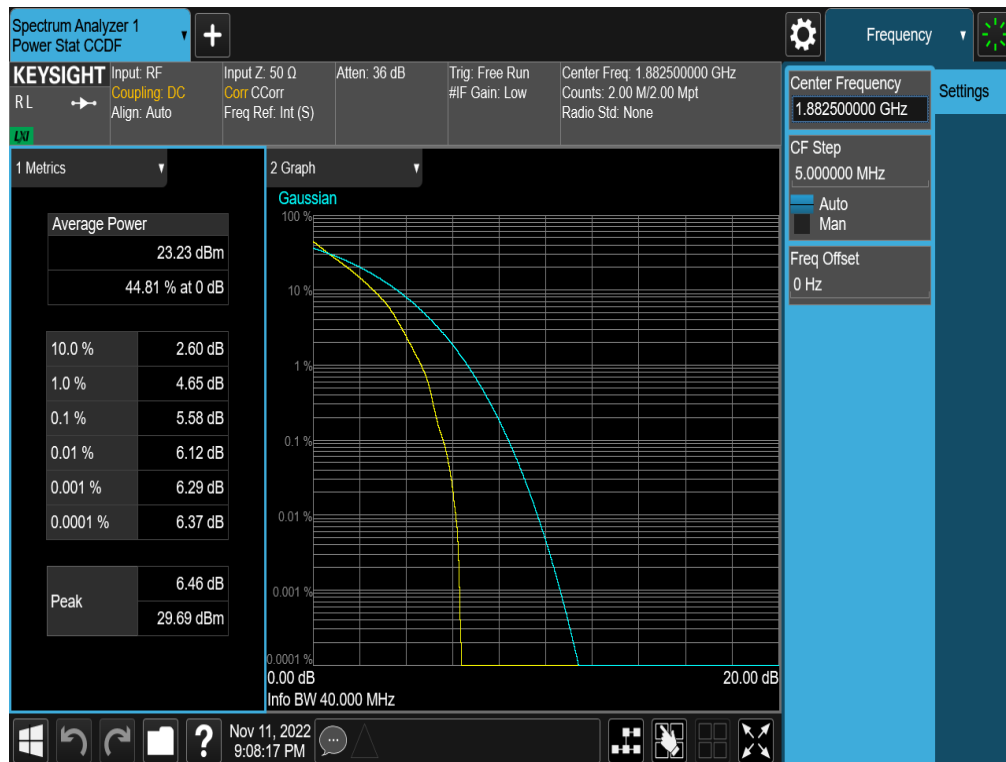 Spectrum Analyzer 1
Power Stat CCDF
+
Frequency
KEYSIGHT
RL
LXI
Input: RF
Coupling: DC
Align: Auto
Input Z: 50 Ω
Corr CCorr
Freq Ref: Int (S)
Atten: 36 dB
Trig: Free Run
#IF Gain: Low
Center Freq: 1.882500000 GHz
Counts: 2.00 M/2.00 Mpt
Radio Std: None
Center Frequency
1.882500000 GHz
Settings
CF Step
5.000000 MHz
Auto
Man
Freq Offset
0 Hz
1 Metrics
Average Power
23.23 dBm
44.81 % at 0 dB
10.0 % 2.60 dB
1.0 % 4.65 dB
0.1 % 5.58 dB
0.01 % 6.12 dB
0.001 % 6.29 dB
0.0001 % 6.37 dB
Peak
6.46 dB
29.69 dBm
2 Graph
Gaussian
100 %
10 %
1 %
0.1 %
0.01 %
0.001 %
0.0001 %
0.00 dB 20.00 dB
Info BW 40.000 MHz
?
Nov 11, 2022
9:08:17 PM